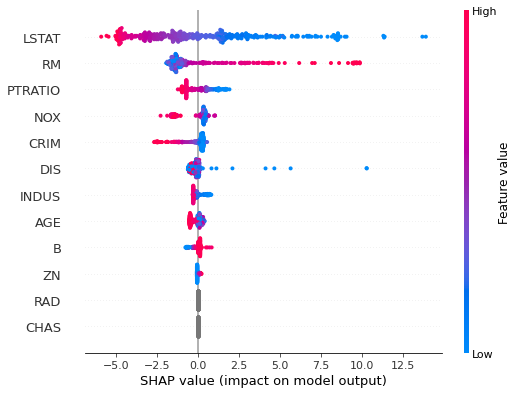 High
LSTAT
RM
PTRATIO
NOX
CRIM
DIS
INDUS
AGE
B
ZN
RAD
CHAS
Feature value
Low
−5.0 −2.5 0.0 2.5 5.0 7.5 10.0 12.5
SHAP value (impact on model output)